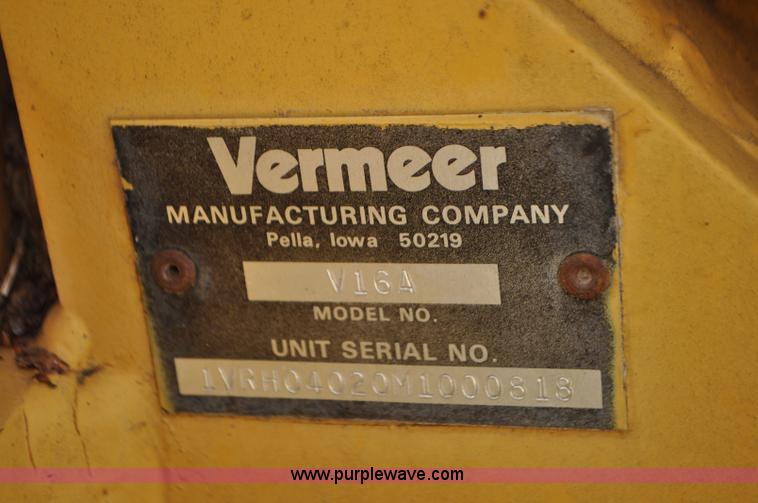 Vermeer
MANUFACTURING COMPANY
Pella, Iowa 50219
V16A
MODEL NO.
UNIT SERIAL NO.
1VRH04020M1000818
www.purplewave.com